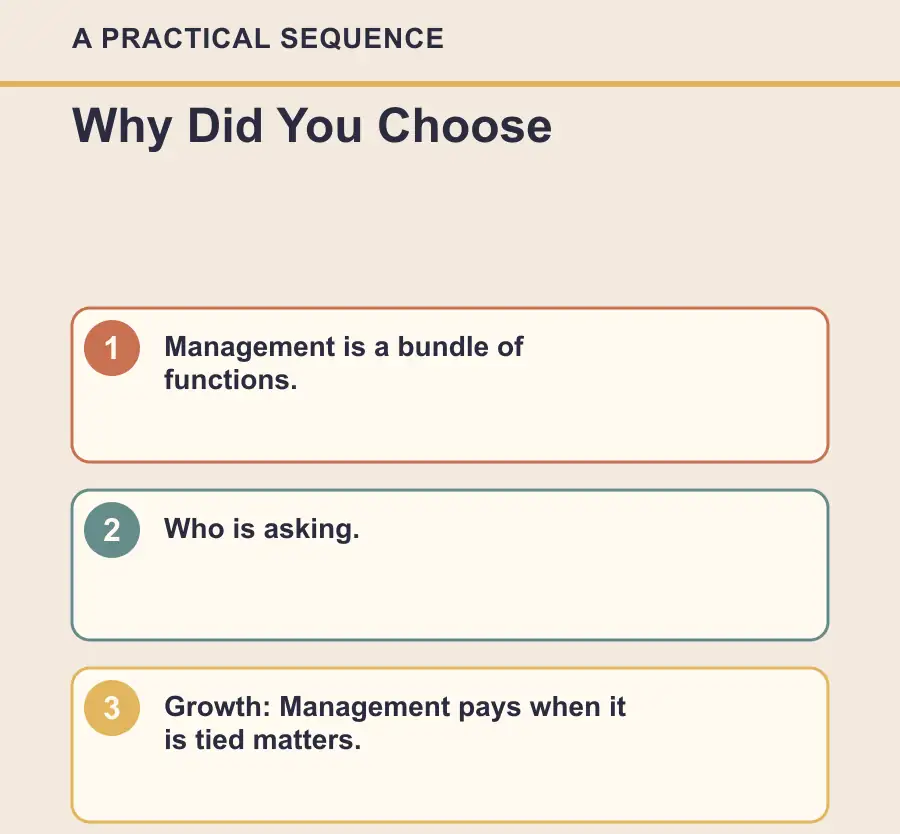 A PRACTICAL SEQUENCE
Why Did You Choose
1
Management is a bundle of
functions.
2
Who is asking.
3
Growth: Management pays when it
is tied matters.